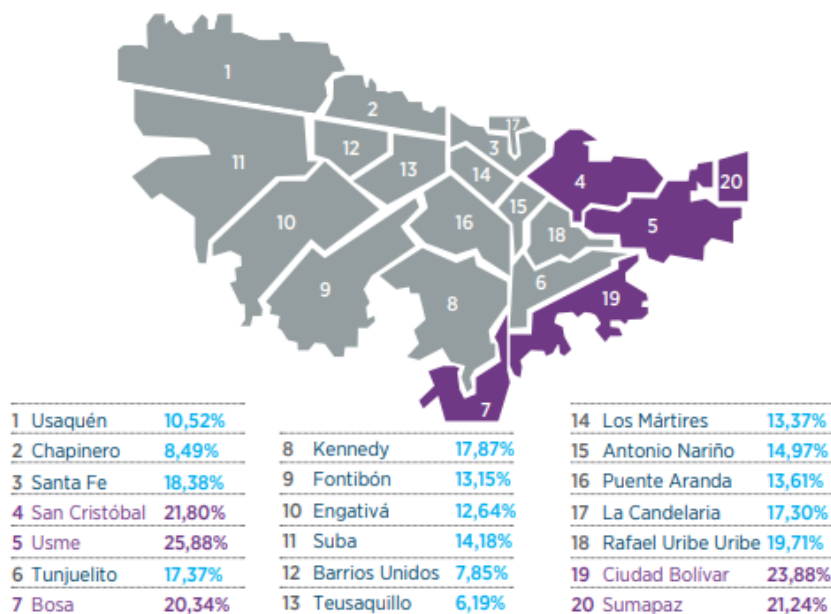 1
2
17
3
12
11
13
14
4
20
15
10
5
16
18
6
9
8
19
7
1 Usaquén 10,52%
2 Chapinero 8,49%
3 Santa Fe 18,38%
4 San Cristóbal 21,80%
5 Usme 25,88%
6 Tunjuelito 17,37%
7 Bosa 20,34%
8 Kennedy 17,87%
9 Fontibón 13,15%
10 Engativá 12,64%
11 Suba 14,18%
12 Barrios Unidos 7,85%
13 Teusaquillo 6,19%
14 Los Mártires 13,37%
15 Antonio Nariño 14,97%
16 Puente Aranda 13,61%
17 La Candelaria 17,30%
18 Rafael Uribe Uribe 19,71%
19 Ciudad Bolívar 23,88%
20 Sumapaz 21,24%